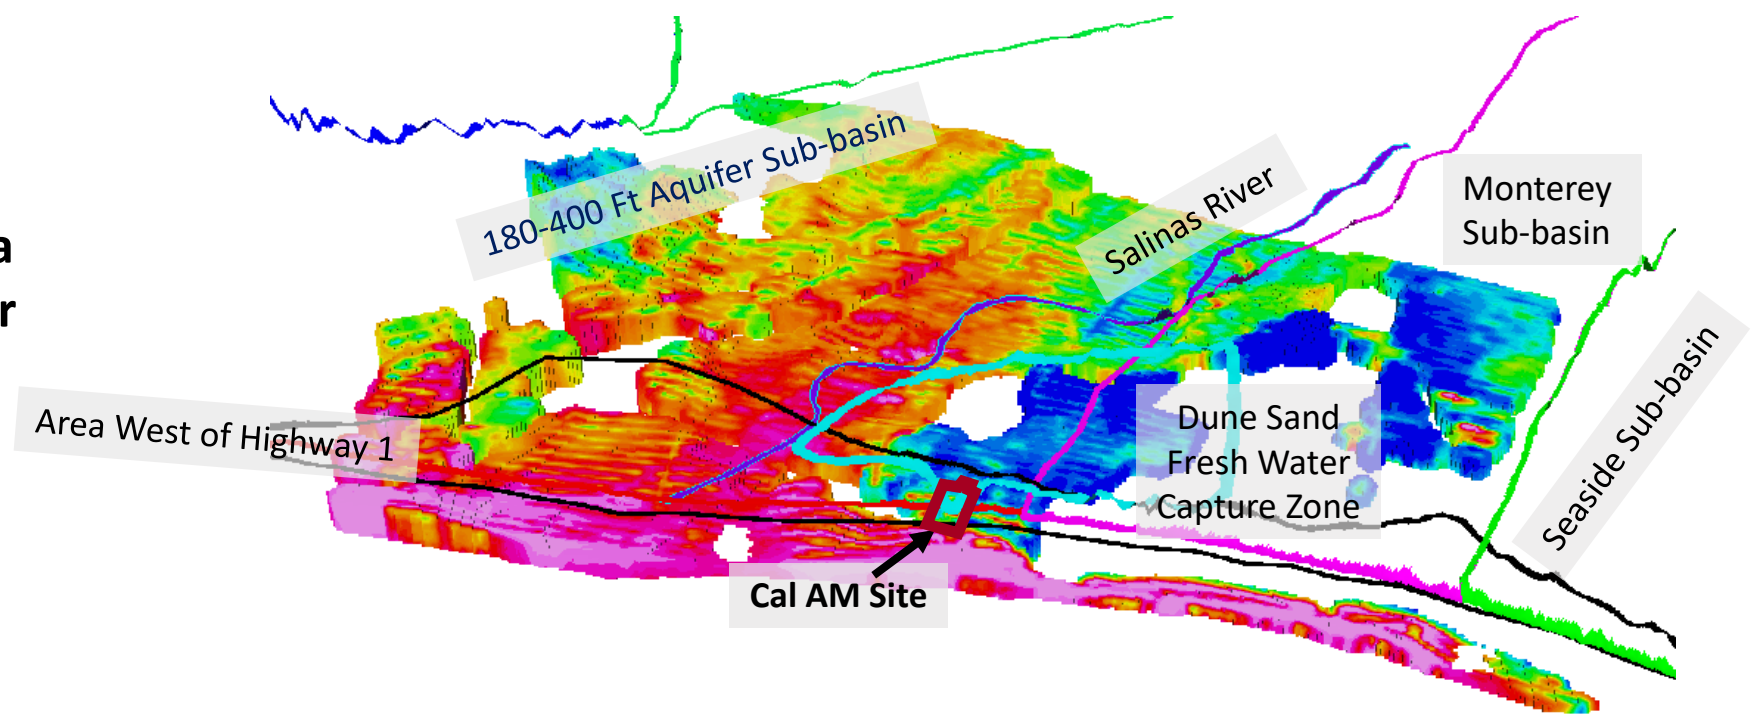 180-400 Ft Aquifer Sub-basin
Salinas River
Monterey
Sub-basin
a
r
Area West of Highway 1
Dune Sand
Fresh Water
Capture Zone
Seaside Sub-basin
Cal AM Site